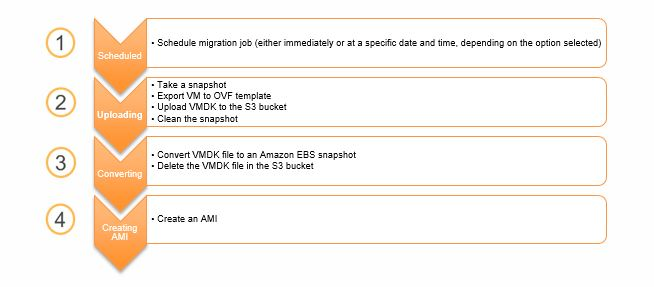 1
Scheduled
• Schedule migration job (either immediately or at a specific date and time, depending on the option selected)
2
Uploading
• Take a snapshot
• Export VM to OVF template
• Upload VMDK to the S3 bucket
• Clean the snapshot
3
Converting
• Convert VMDK file to an Amazon EBS snapshot
• Delete the VMDK file in the S3 bucket
4
Creating
AMI
• Create an AMI